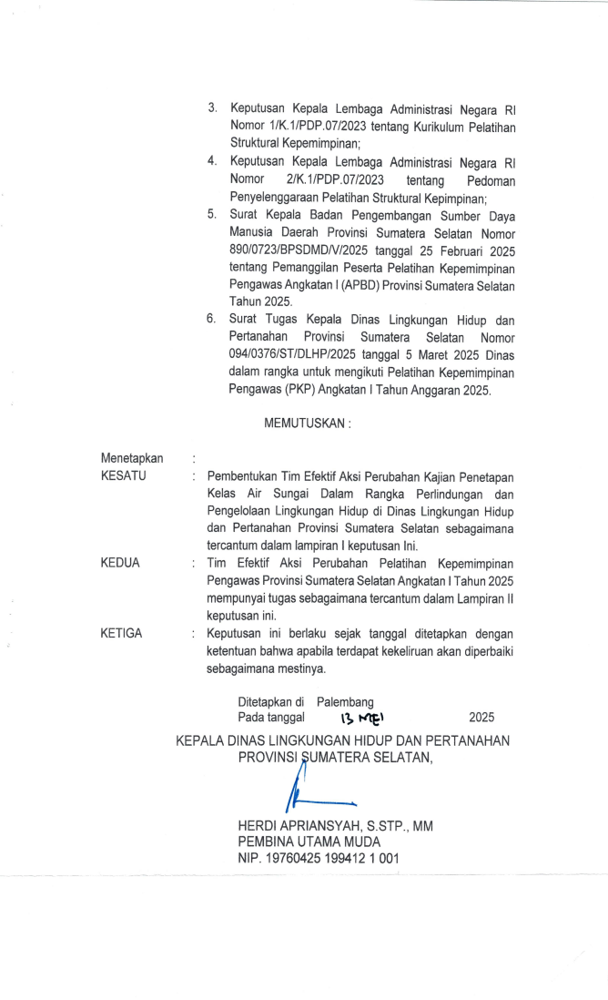 3. Keputusan Kepala Lembaga Administrasi Negara RI
Nomor 1/K.1/PDP.07/2023 tentang Kurikulum Pelatihan
Struktural Kepemimpinan;
4. Keputusan Kepala Lembaga Administrasi Negara RI
Nomor 2/K.1/PDP.07/2023 tentang Pedoman
Penyelenggaraan Pelatihan Struktural Kepimpinan;
5. Surat Kepala Badan Pengembangan Sumber Daya
Manusia Daerah Provinsi Sumatera Selatan Nomor
890/0723/BPSDMD/V/2025 tanggal 25 Februari 2025
tentang Pemanggilan Peserta Pelatihan Kepemimpinan
Pengawas Angkatan I (APBD) Provinsi Sumatera Selatan
Tahun 2025.
6. Surat Tugas Kepala Dinas Lingkungan Hidup dan
Pertanahan Provinsi Sumatera Selatan Nomor
094/0376/ST/DLHP/2025 tanggal 5 Maret 2025 Dinas
dalam rangka untuk mengikuti Pelatihan Kepemimpinan
Pengawas (PKP) Angkatan I Tahun Anggaran 2025.
MEMUTUSKAN :
Menetapkan :
KESATU : Pembentukan Tim Efektif Aksi Perubahan Kajian Penetapan
Kelas Air Sungai Dalam Rangka Perlindungan dan
Pengelolaan Lingkungan Hidup di Dinas Lingkungan Hidup
dan Pertanahan Provinsi Sumatera Selatan sebagaimana
tercantum dalam lampiran I keputusan Ini.
KEDUA : Tim Efektif Aksi Perubahan Pelatihan Kepemimpinan
Pengawas Provinsi Sumatera Selatan Angkatan I Tahun 2025
mempunyai tugas sebagaimana tercantum dalam Lampiran II
keputusan ini.
KETIGA : Keputusan ini berlaku sejak tanggal ditetapkan dengan
ketentuan bahwa apabila terdapat kekeliruan akan diperbaiki
sebagaimana mestinya.
Ditetapkan di Palembang
Pada tanggal 13 MEI 2025
KEPALA DINAS LINGKUNGAN HIDUP DAN PERTANAHAN
PROVINSI SUMATERA SELATAN,
HERDI APRIANSYAH, S.STP., MM
PEMBINA UTAMA MUDA
NIP. 19760425 199412 1 001